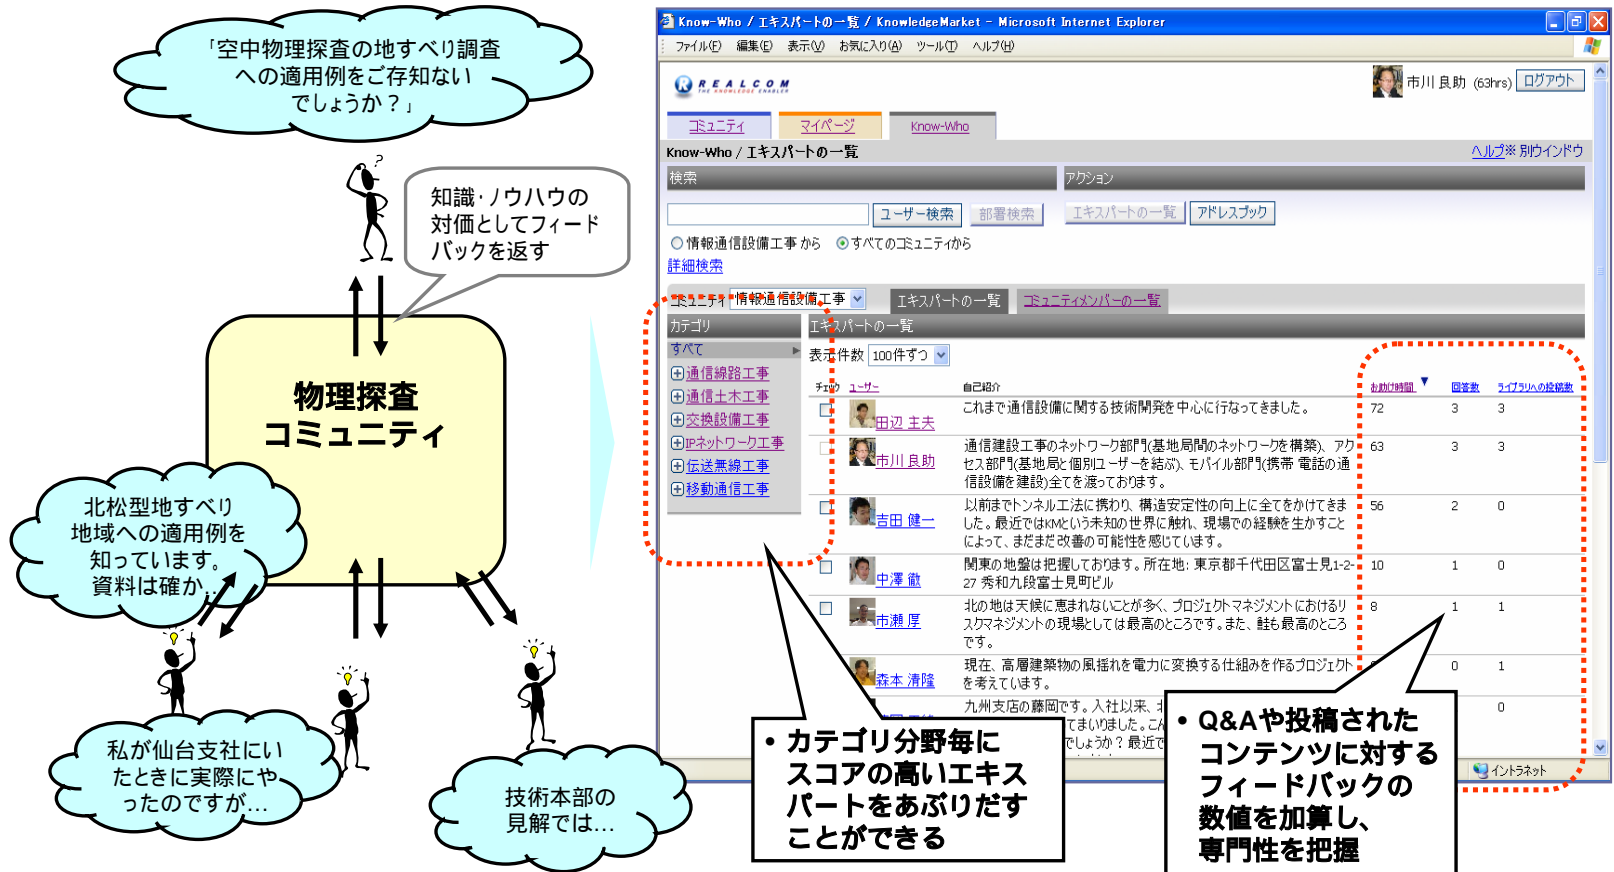 「空中物理探査の地すべり調査
への適用例をご存知ない
でしょうか？」
?
知識・ノウハウの
対価としてフィード
バックを返す
物理探査
コミュニティ
北松型地すべり
地域への適用例を
知っています。
資料は確か…
私が仙台支社にい
たときに実際にや
ったのですが…
技術本部の
見解では…
Know-Who / エキスパートの一覧 / KnowledgeMarket - Microsoft Internet Explorer
ファイル(F) 編集(E) 表示(V) お気に入り(A) ツール(T) ヘルプ(H)
REALCOM
THE KNOWLEDGE ENABLER
市川 良助 (63hrs) ログアウト
コミュニティ マイページ Know-Who
Know-Who / エキスパートの一覧 ヘルプ※ 別ウインドウ
検索 アクション
ユーザー検索 部署検索 エキスパートの一覧 アドレスブック
情報通信設備工事 から すべてのコミュニティから
詳細検索
コミュニティ 情報通信設備工事 エキスパートの一覧 コミュニティメンバーの一覧
カテゴリ エキスパートの一覧
すべて
通信線路工事
通信土木工事
交換設備工事
IPネットワーク工事
伝送無線工事
移動通信工事
表示件数 100件ずつ
チェック ユーザー 自己紹介 お助け時間 回答数 ライブラリへの投稿数
田辺 主夫 これまで通信設備に関する技術開発を中心に行なってきました。 72 3 3
市川 良助 通信建設工事のネットワーク部門(基地局間のネットワークを構築)、アク 63 3 3
セス部門(基地局と個別ユーザーを結ぶ)、モバイル部門(携帯 電話の通
信設備を建設)全てを渡っております。
吉田 健一 以前までトンネル工法に携わり、構造安定性の向上に全てをかけてきま 56 2 0
した。最近ではKMという未知の世界に触れ、現場での経験を生かすこと
によって、まだまだ改善の可能性を感じています。
中澤 徹 関東の地盤は把握しております。所在地: 東京都千代田区富士見1-2- 10 1 0
27 秀和九段富士見町ビル
市瀬 厚 北の地は天候に恵まれないことが多く、プロジェクトマネジメントにおけるリ 8 1 1
スクマネジメントの現場としては最高のところです。また、鮭も最高のところ
です。
森本 清隆 現在、高層建築物の風揺れを電力に変換する仕組みを作るプロジェクト 0 1
を考えています。
九州支店の藤岡です。入社以来、 0
てまいりました。こん
でしょうか？最近で
イントラネット
• カテゴリ分野毎に
スコアの高いエキス
パートをあぶりだす
ことができる
• Q&Aや投稿された
コンテンツに対する
フィードバックの
数値を加算し、
専門性を把握